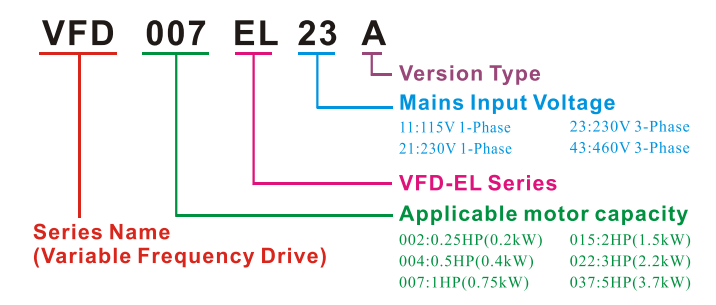 VFD 007 EL 23 A
Version Type
Mains Input Voltage
11:115V 1-Phase 23:230V 3-Phase
21:230V 1-Phase 43:460V 3-Phase
VFD-EL Series
Applicable motor capacity
002:0.25HP(0.2kW) 015:2HP(1.5kW)
004:0.5HP(0.4kW) 022:3HP(2.2kW)
007:1HP(0.75kW) 037:5HP(3.7kW)
Series Name
(Variable Frequency Drive)